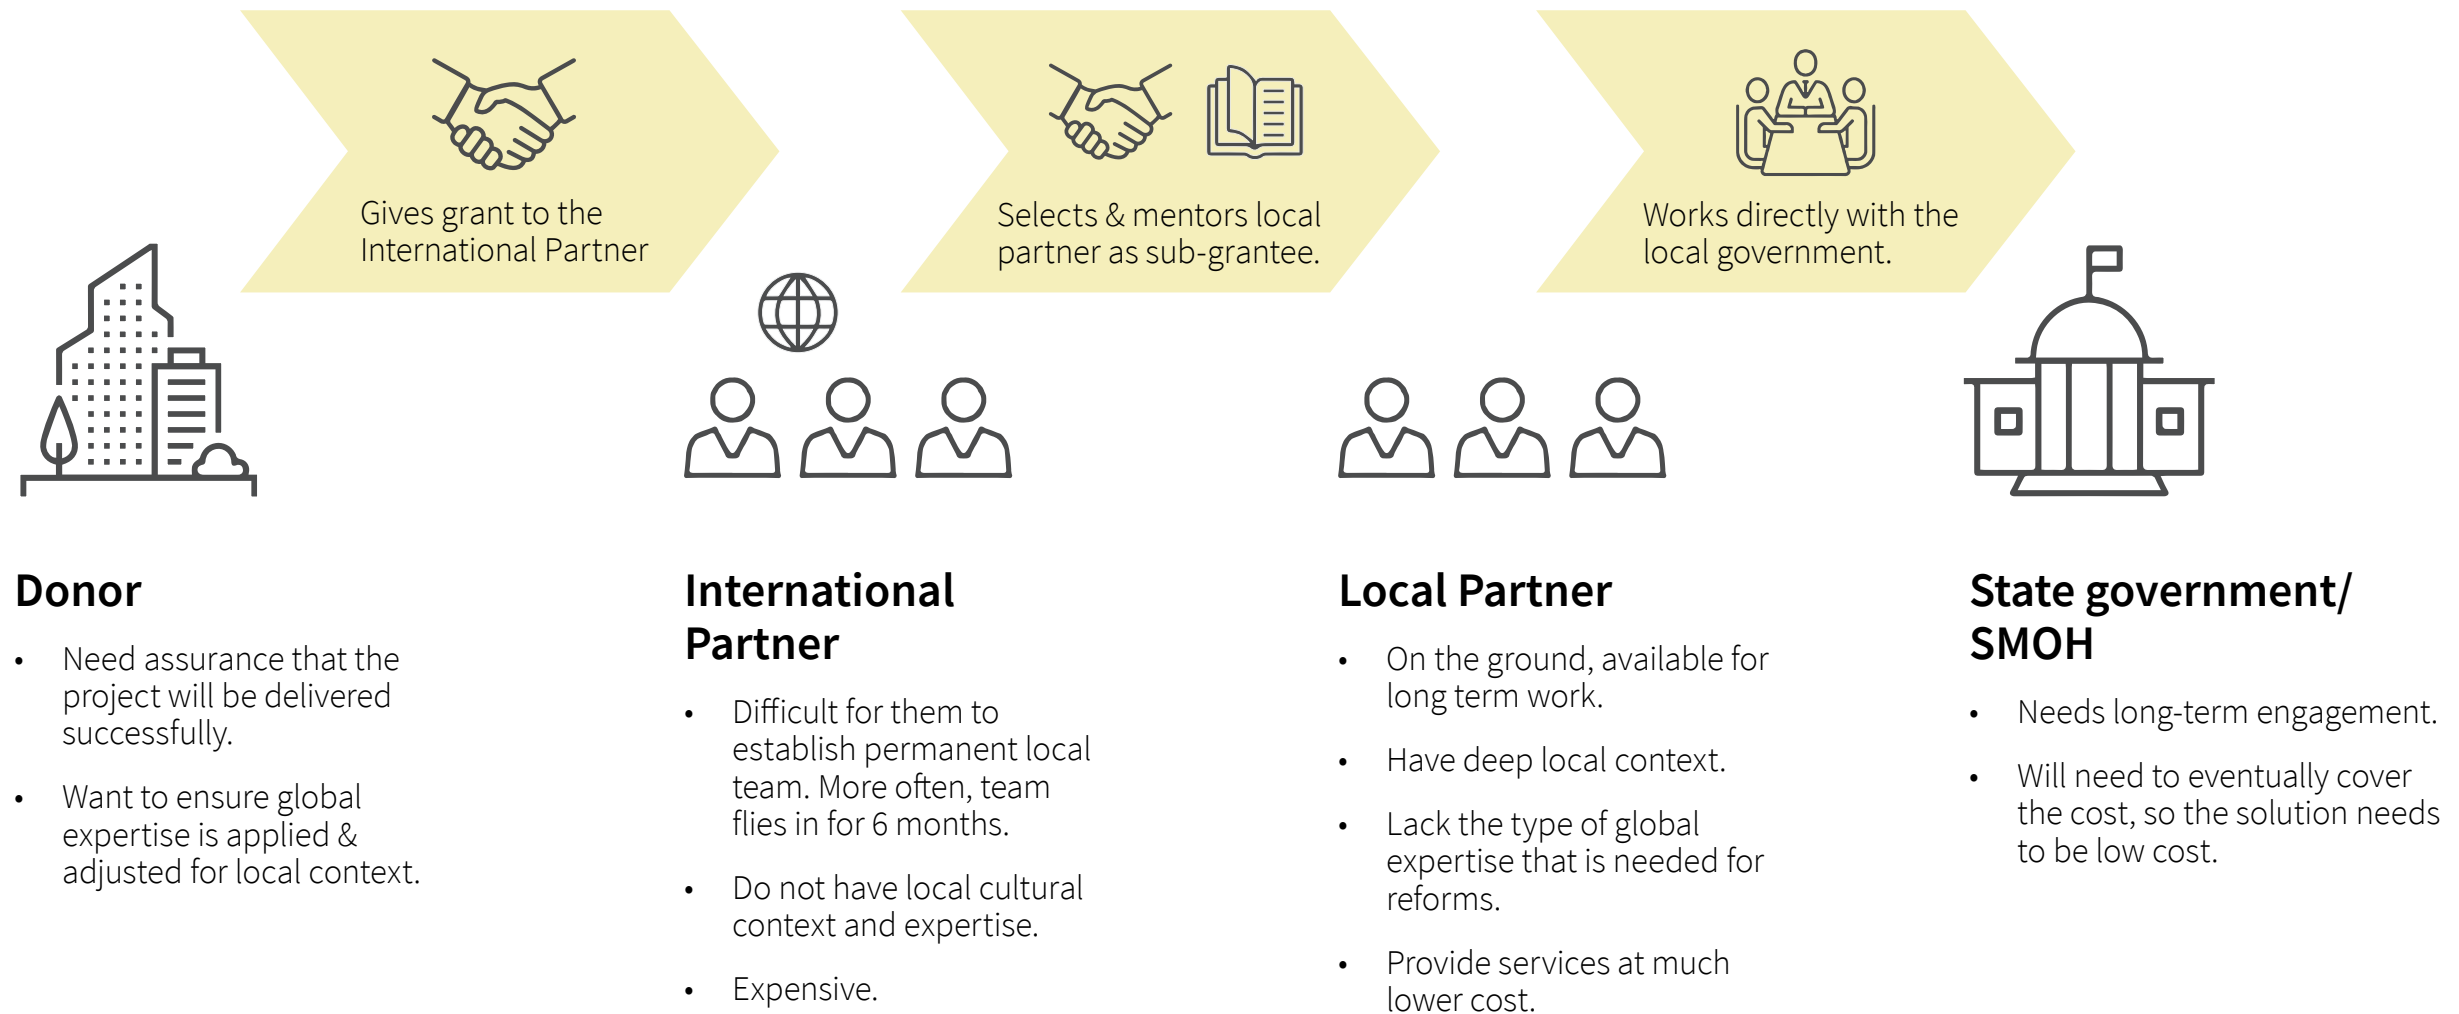 Gives grant to the
International Partner
Selects & mentors local
partner as sub-grantee.
Works directly with the
local government.
Donor
• Need assurance that the
project will be delivered
successfully.
• Want to ensure global
expertise is applied &
adjusted for local context.
International
Partner
• Difficult for them to
establish permanent local
team. More often, team
flies in for 6 months.
• Do not have local cultural
context and expertise.
• Expensive.
Local Partner
• On the ground, available for
long term work.
• Have deep local context.
• Lack the type of global
expertise that is needed for
reforms.
• Provide services at much
lower cost.
State government/
SMOH
• Needs long-term engagement.
• Will need to eventually cover
the cost, so the solution needs
to be low cost.